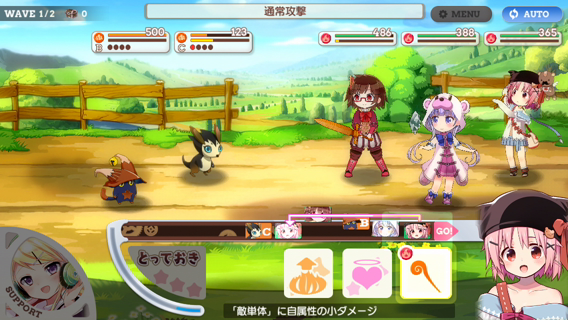 WAVE 1/2 0
通常攻撃
MENU
AUTO
500
B
123
C
486
388
365
C
B
GO!
とっておき
SUPPORT
「敵単体」に自属性の小ダメージ